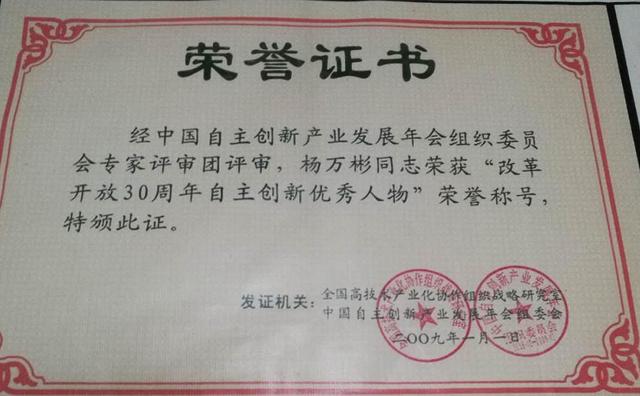 荣誉证书
经中国自主创新产业发展年会组织委员
会专家评审团评审，杨万彬同志荣获“改革
开放30周年自主创新优秀人物”荣誉称号，
特颁此证。
发证机关：全国高技术产业化协作组织战略研究室
中国自主创新产业发展年会组委会
二〇〇九年一月一日